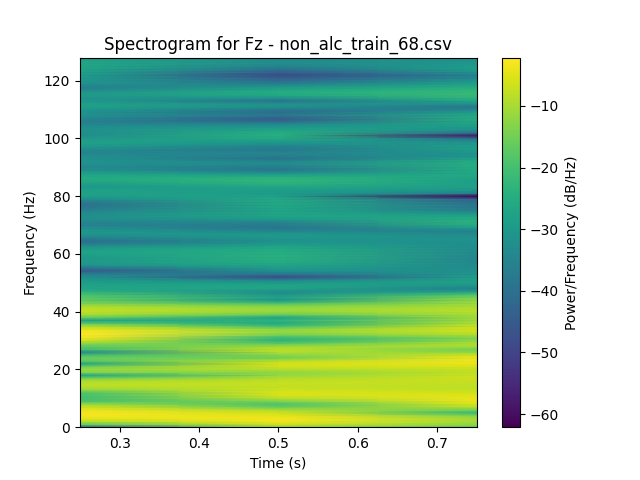 Spectrogram for Fz - non_alc_train_68.csv
120
100
80
60
40
20
0
Frequency (Hz)
0.3 0.4 0.5 0.6 0.7
Time (s)
−10
−20
−30
−40
−50
−60
Power/Frequency (dB/Hz)